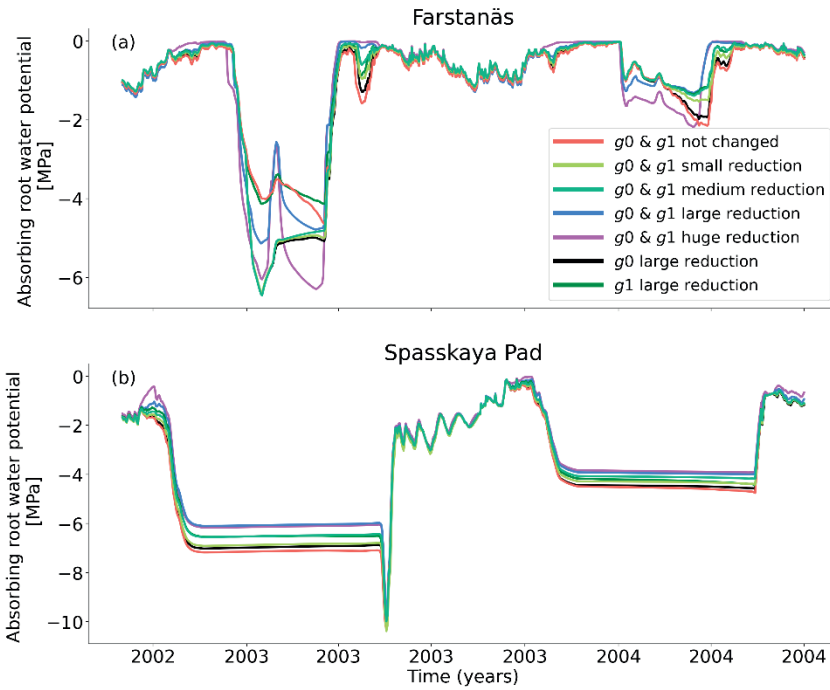 Farstanäs
(a)
0
−2
−4
−6
Absorbing root water potential
[MPa]
g0 & g1 not changed
g0 & g1 small reduction
g0 & g1 medium reduction
g0 & g1 large reduction
g0 & g1 huge reduction
g0 large reduction
g1 large reduction
Spasskaya Pad
(b)
0
−2
−4
−6
−8
−10
Absorbing root water potential
[MPa]
2002 2003 2003 2003 2003 2004 2004 2004
Time (years)